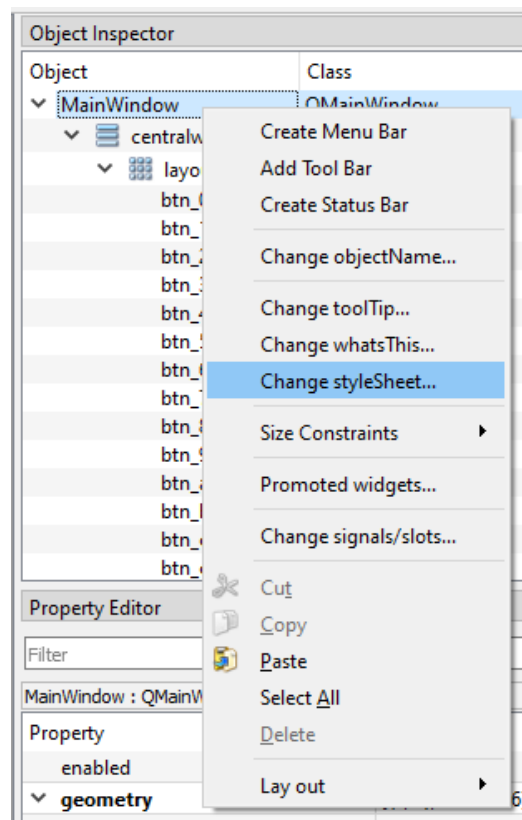 Object Inspector
Object Class
MainWindow QMainWindow
centralw
layo
btn_
btn_
btn_
btn_
btn_
btn_
btn_
btn_
btn_
btn_
btn_
btn_
btn_
btn_
Create Menu Bar
Add Tool Bar
Create Status Bar
Change objectName...
Change toolTip...
Change whatsThis...
Change styleSheet...
Size Constraints
Promoted widgets...
Change signals/slots...
Cut
Copy
Paste
Select All
Delete
Lay out
Property Editor
Filter
MainWindow : QMainW
Property
enabled
geometry